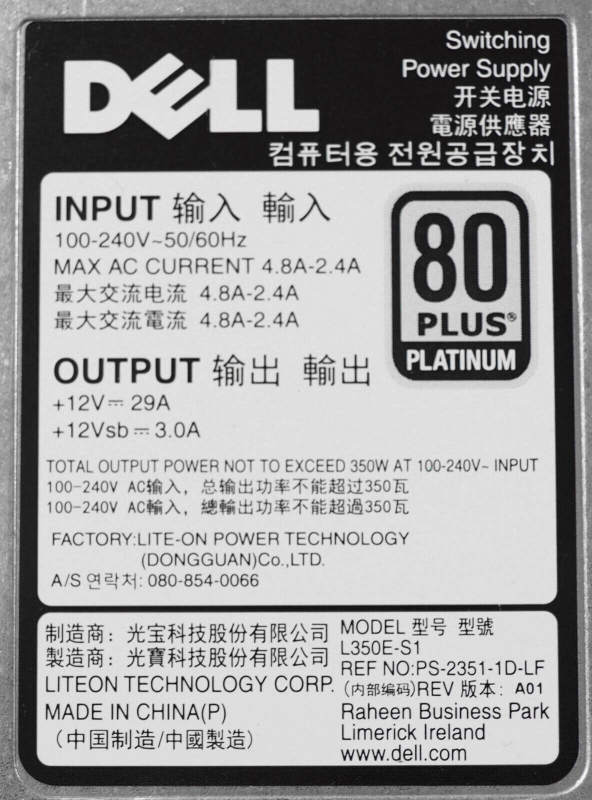 DELL
Switching
Power Supply
开关电源
電源供應器
컴퓨터용 전원공급장치
INPUT 输入 輸入
100-240V~50/60Hz
MAX AC CURRENT 4.8A-2.4A
最大交流电流 4.8A-2.4A
最大交流電流 4.8A-2.4A
80
PLUS®
PLATINUM
OUTPUT 输出 輸出
+12V⎓ 29A
+12Vsb⎓3.0A
TOTAL OUTPUT POWER NOT TO EXCEED 350W AT 100-240V~ INPUT
100-240V AC输入，总输出功率不能超过350瓦
100-240V AC輸入，總輸出功率不能超過350瓦
FACTORY:LITE-ON POWER TECHNOLOGY
(DONGGUAN)Co.,LTD.
A/S 연락처: 080-854-0066
制造商：光宝科技股份有限公司
製造商：光寶科技股份有限公司
LITEON TECHNOLOGY CORP.
MADE IN CHINA(P)
（中国制造/中國製造）
MODEL 型号 型號
L350E-S1
REF NO:PS-2351-1D-LF
(内部编码)REV 版本: A01
Raheen Business Park
Limerick Ireland
www.dell.com